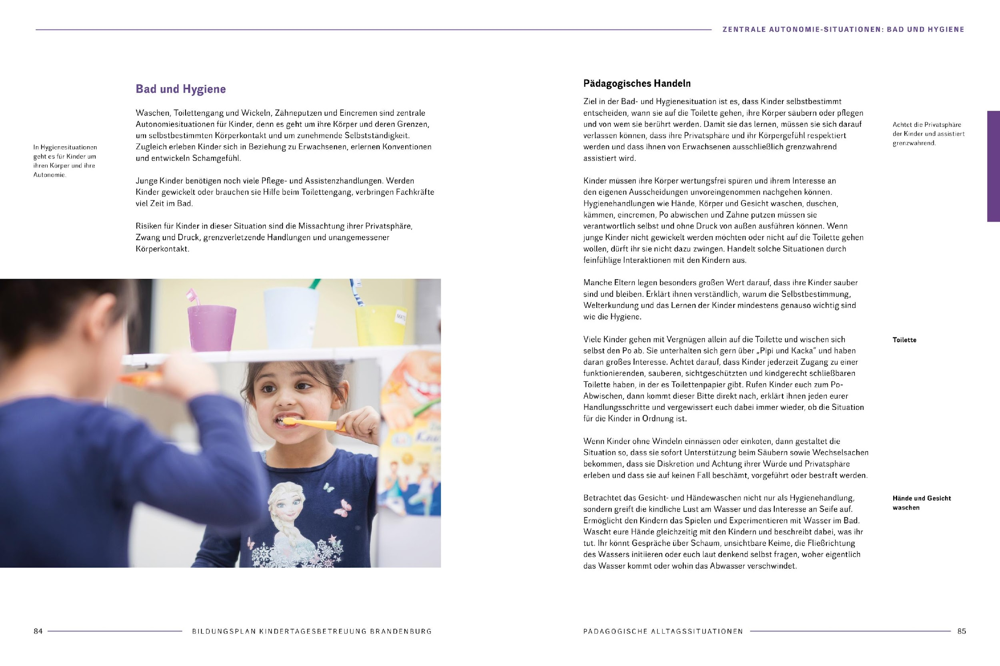 ZENTRALE AUTONOMIE-SITUATIONEN: BAD UND HYGIENE
Bad und Hygiene
Waschen, Toilettengang und Wickeln, Zähneputzen und Eincremen sind zentrale
Autonomiesituationen für Kinder, denn es geht um ihre Körper und deren Grenzen,
um selbstbestimmten Körperkontakt und um zunehmende Selbstständigkeit.
Zugleich erleben Kinder sich in Beziehung zu Erwachsenen, erlernen Konventionen
und entwickeln Schamgefühl.
In Hygienesituationen
geht es für Kinder um
ihren Körper und ihre
Autonomie.
Junge Kinder benötigen noch viele Pflege- und Assistenzhandlungen. Werden
Kinder gewickelt oder brauchen sie Hilfe beim Toilettengang, verbringen Fachkräfte
viel Zeit im Bad.
Risiken für Kinder in dieser Situation sind die Missachtung ihrer Privatsphäre,
Zwang und Druck, grenzverletzende Handlungen und unangemessener
Körperkontakt.
84
BILDUNGSPLAN KINDERTAGESBETREUUNG BRANDENBURG
Pädagogisches Handeln
Ziel in der Bad- und Hygienesituation ist es, dass Kinder selbstbestimmt
entscheiden, wann sie auf die Toilette gehen, ihre Körper säubern oder pflegen
und von wem sie berührt werden. Damit sie das lernen, müssen sie sich darauf
verlassen können, dass ihre Privatsphäre und ihr Körpergefühl respektiert
werden und dass ihnen von Erwachsenen ausschließlich grenzwahrend
assistiert wird.
Achtet die Privatsphäre
der Kinder und assistiert
grenzwahrend.
Kinder müssen ihre Körper wertungsfrei spüren und ihrem Interesse an
den eigenen Ausscheidungen unvoreingenommen nachgehen können.
Hygienehandlungen wie Hände, Körper und Gesicht waschen, duschen,
kämmen, eincremen, Po abwischen und Zähne putzen müssen sie
verantwortlich selbst und ohne Druck von außen ausführen können. Wenn
junge Kinder nicht gewickelt werden möchten oder nicht auf die Toilette gehen
wollen, dürft ihr sie nicht dazu zwingen. Handelt solche Situationen durch
feinfühlige Interaktionen mit den Kindern aus.
Manche Eltern legen besonders großen Wert darauf, dass ihre Kinder sauber
sind und bleiben. Erklärt ihnen verständlich, warum die Selbstbestimmung,
Welterkundung und das Lernen der Kinder mindestens genauso wichtig sind
wie die Hygiene.
Toilette
Viele Kinder gehen mit Vergnügen allein auf die Toilette und wischen sich
selbst den Po ab. Sie unterhalten sich gern über „Pipi und Kacka“ und haben
daran großes Interesse. Achtet darauf, dass Kinder jederzeit Zugang zu einer
funktionierenden, sauberen, sichtgeschützten und kindgerecht schließbaren
Toilette haben, in der es Toilettenpapier gibt. Rufen Kinder euch zum Po-
Abwischen, dann kommt dieser Bitte direkt nach, erklärt ihnen jeden eurer
Handlungsschritte und vergewissert euch dabei immer wieder, ob die Situation
für die Kinder in Ordnung ist.
Wenn Kinder ohne Windeln einnässen oder einkoten, dann gestaltet die
Situation so, dass sie sofort Unterstützung beim Säubern sowie Wechselsachen
bekommen, dass sie Diskretion und Achtung ihrer Würde und Privatsphäre
erleben und dass sie auf keinen Fall beschämt, vorgeführt oder bestraft werden.
Hände und Gesicht
waschen
Betrachtet das Gesicht- und Händewaschen nicht nur als Hygienehandlung,
sondern greift die kindliche Lust am Wasser und das Interesse an Seife auf.
Ermöglicht den Kindern das Spielen und Experimentieren mit Wasser im Bad.
Wascht eure Hände gleichzeitig mit den Kindern und beschreibt dabei, was ihr
tut. Ihr könnt Gespräche über Schaum, unsichtbare Keime, die Fließrichtung
des Wassers initiieren oder euch laut denkend selbst fragen, woher eigentlich
das Wasser kommt oder wohin das Abwasser verschwindet.
PÄDAGOGISCHE ALLTAGSSITUATIONEN
85